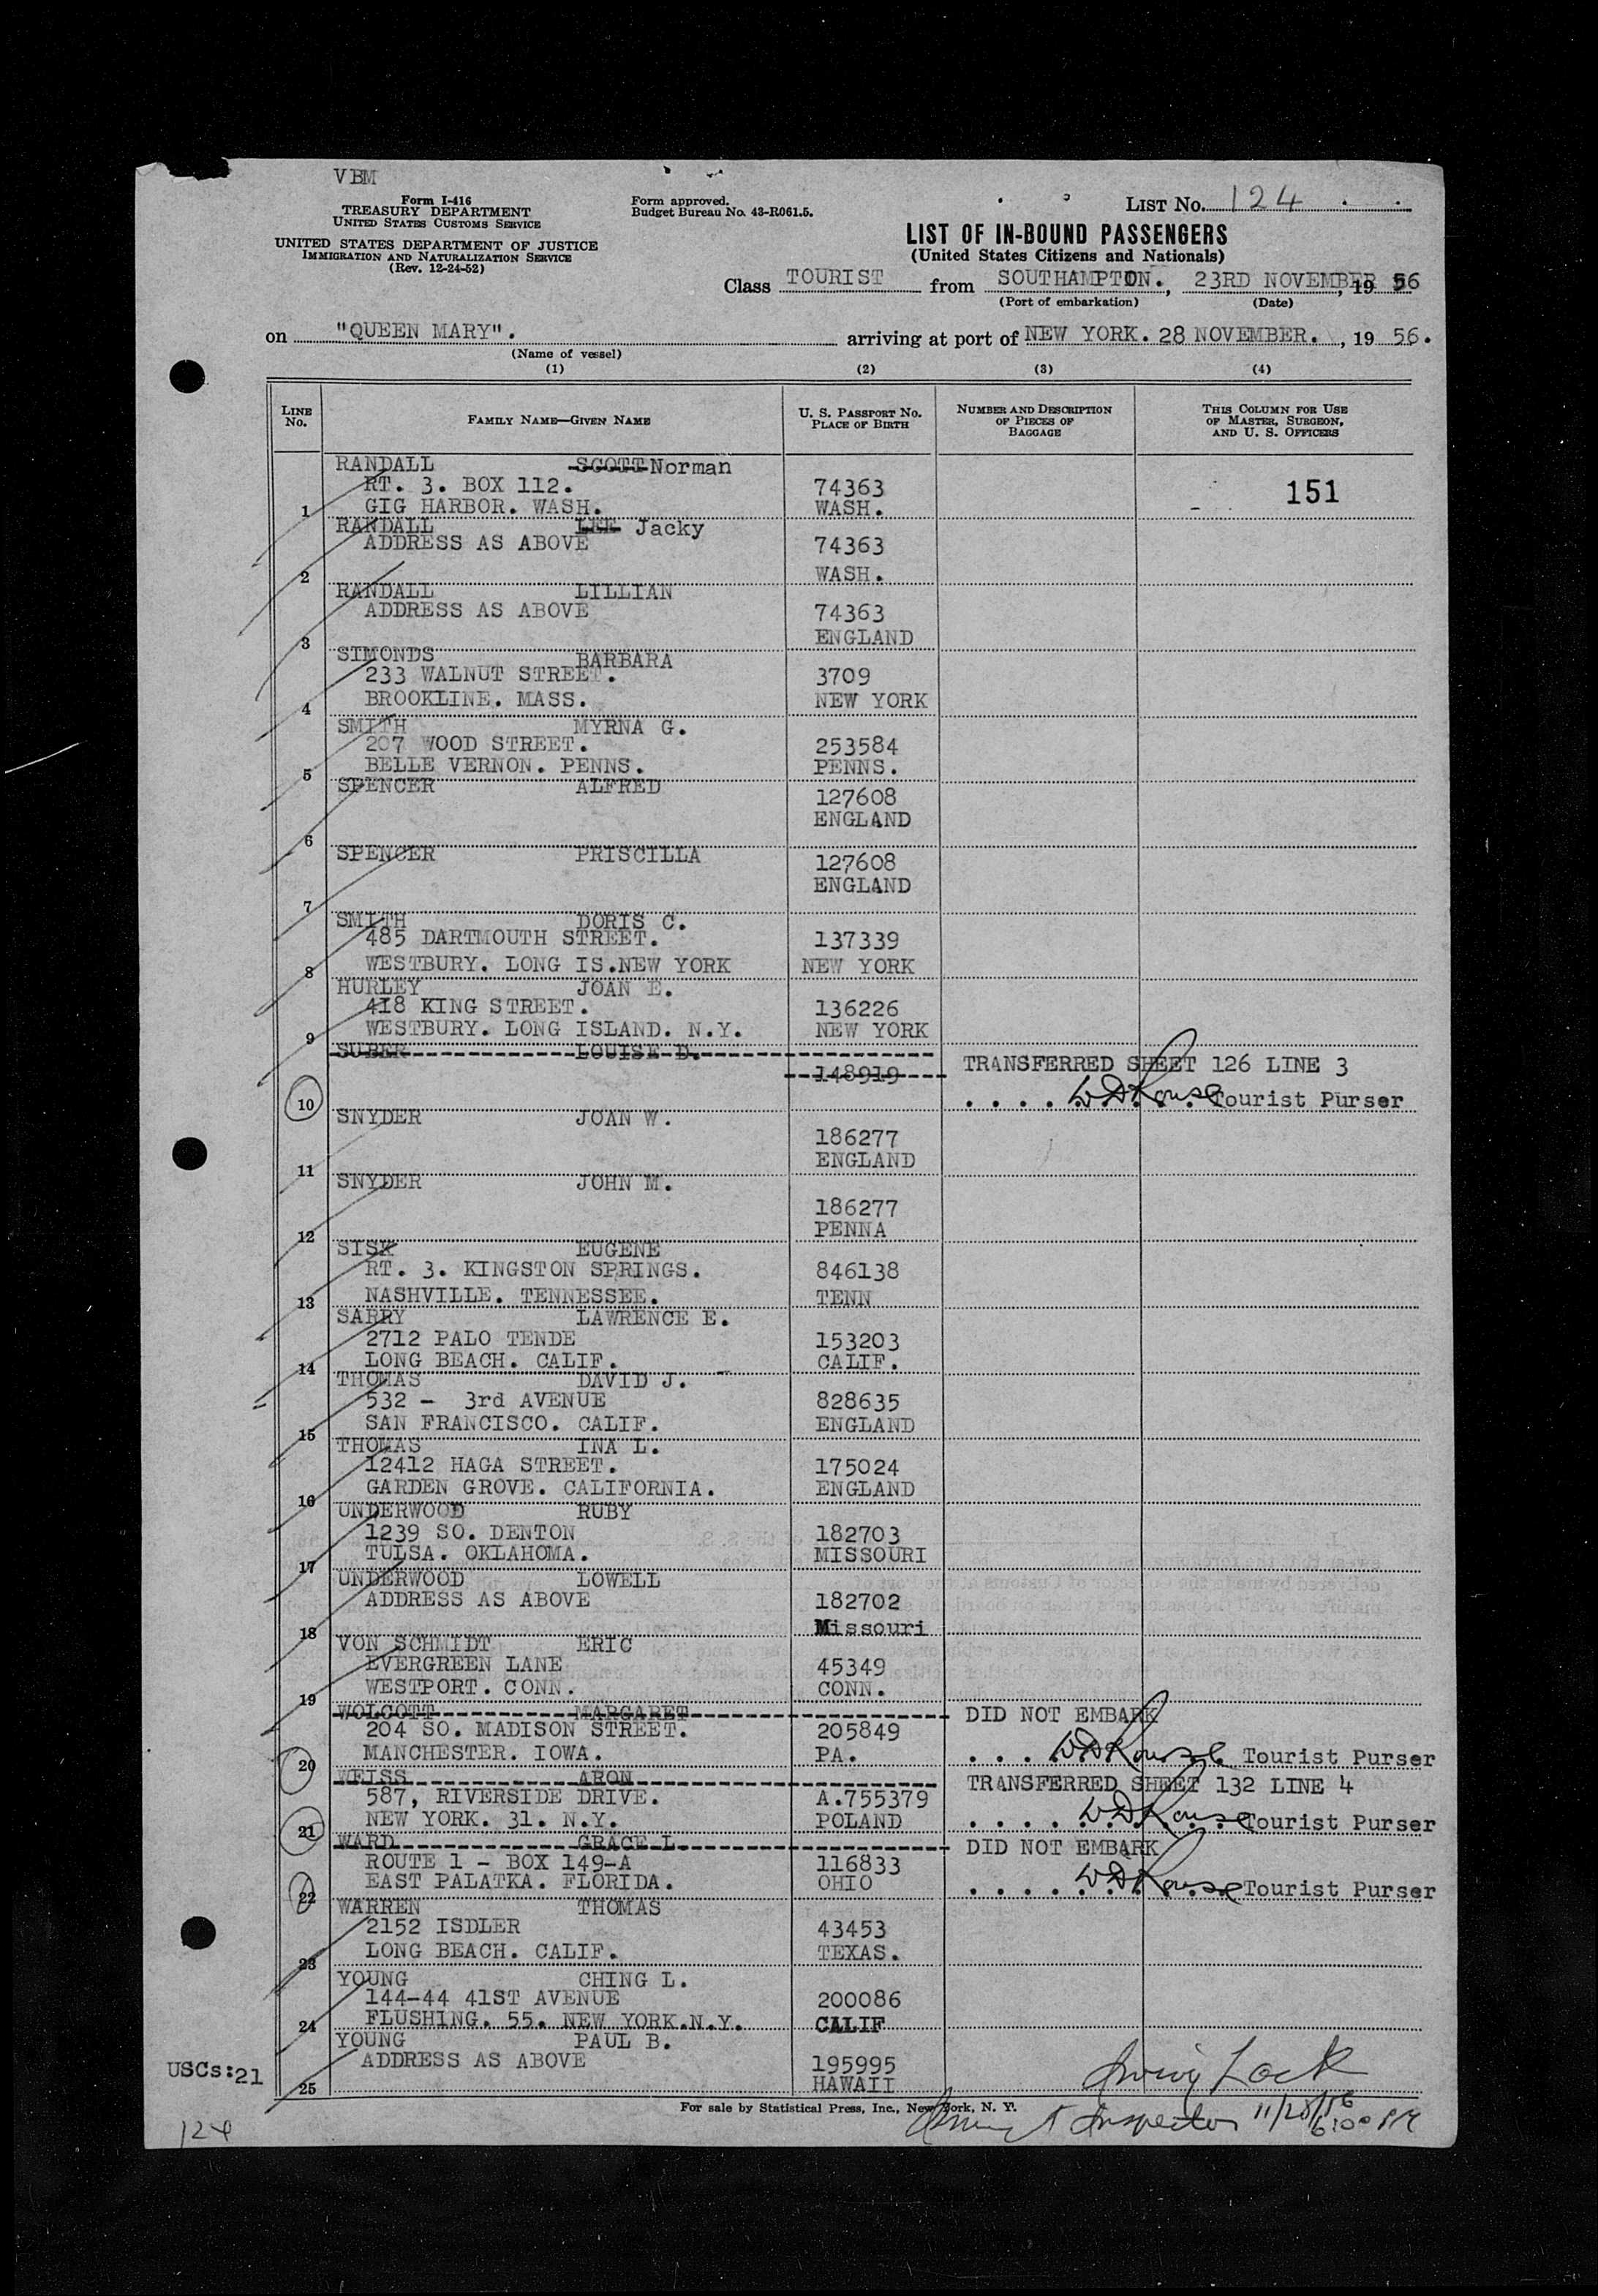 VBM
Form I-416
TREASURY DEPARTMENT
UNITED STATES CUSTOMS SERVICE
UNITED STATES DEPARTMENT OF JUSTICE
IMMIGRATION AND NATURALIZATION SERVICE
(Rev. 12-24-52)
Form approved.
Budget Bureau No. 43-R061.5.
LIST No. 124
LIST OF IN-BOUND PASSENGERS
(United States Citizens and Nationals)
Class TOURIST from SOUTHAMPTON., 23RD NOVEMBER, 19 56
(Port of embarkation) (Date)
on "QUEEN MARY". arriving at port of NEW YORK. 28 NOVEMBER., 19 56.
(Name of vessel)
(1) (2) (3) (4)
LINE No. FAMILY NAME—GIVEN NAME U. S. PASSPORT No. PLACE OF BIRTH NUMBER AND DESCRIPTION OF PIECES OF BAGGAGE THIS COLUMN FOR USE OF MASTER, SURGEON, AND U. S. OFFICERS
RANDALL SCOTT Norman
RT. 3. BOX 112. 74363 151
1 GIG HARBOR. WASH. WASH.
RANDALL LEE Jacky
ADDRESS AS ABOVE 74363
2 WASH.
RANDALL LILLIAN
ADDRESS AS ABOVE 74363
3 ENGLAND
SIMONDS BARBARA
233 WALNUT STREET. 3709
4 BROOKLINE. MASS. NEW YORK
SMITH MYRNA G.
207 WOOD STREET. 253584
5 BELLE VERNON. PENNS. PENNS.
SPENCER ALFRED
127608
ENGLAND
6
SPENCER PRISCILLA
127608
ENGLAND
7
SMITH DORIS C.
485 DARTMOUTH STREET. 137339
8 WESTBURY. LONG IS.NEW YORK NEW YORK
HURLEY JOAN E.
418 KING STREET. 136226
9 WESTBURY. LONG ISLAND. N.Y. NEW YORK
SUBER LOUISE D.
148919 TRANSFERRED SHEET 126 LINE 3
10 Tourist Purser
SNYDER JOAN W.
186277
11 ENGLAND
SNYDER JOHN M.
186277
12 PENNA
SISK EUGENE
RT. 3. KINGSTON SPRINGS. 846138
13 NASHVILLE. TENNESSEE. TENN
SARRY LAWRENCE E.
2712 PALO TENDE 153203
14 LONG BEACH. CALIF. CALIF.
THOMAS DAVID J.
532 - 3rd AVENUE 828635
15 SAN FRANCISCO. CALIF. ENGLAND
THOMAS INA L.
12412 HAGA STREET. 175024
16 GARDEN GROVE. CALIFORNIA. ENGLAND
UNDERWOOD RUBY
1239 SO. DENTON 182703
17 TULSA. OKLAHOMA. MISSOURI
UNDERWOOD LOWELL
ADDRESS AS ABOVE 182702
18 Missouri
VON SCHMIDT ERIC
EVERGREEN LANE 45349
19 WESTPORT. CONN. CONN.
WOLCOTT MARGARET DID NOT EMBARK
204 SO. MADISON STREET. 205849
20 MANCHESTER. IOWA. PA. Tourist Purser
WEISS ARON TRANSFERRED SHEET 132 LINE 4
587, RIVERSIDE DRIVE. A.755379
21 NEW YORK. 31. N.Y. POLAND Tourist Purser
WARD GRACE L. DID NOT EMBARK
ROUTE 1 - BOX 149-A 116833
22 EAST PALATKA. FLORIDA. OHIO Tourist Purser
WARREN THOMAS
2152 ISDLER 43453
23 LONG BEACH. CALIF. TEXAS.
YOUNG CHING L.
144-44 41ST AVENUE 200086
24 FLUSHING. 55. NEW YORK.N.Y. CALIF
YOUNG PAUL B.
ADDRESS AS ABOVE 195995
25 HAWAII
USCs:21
For sale by Statistical Press, Inc., New York, N. Y.
Irving Lock
Inspector 11/28/56
6:00 PM
124